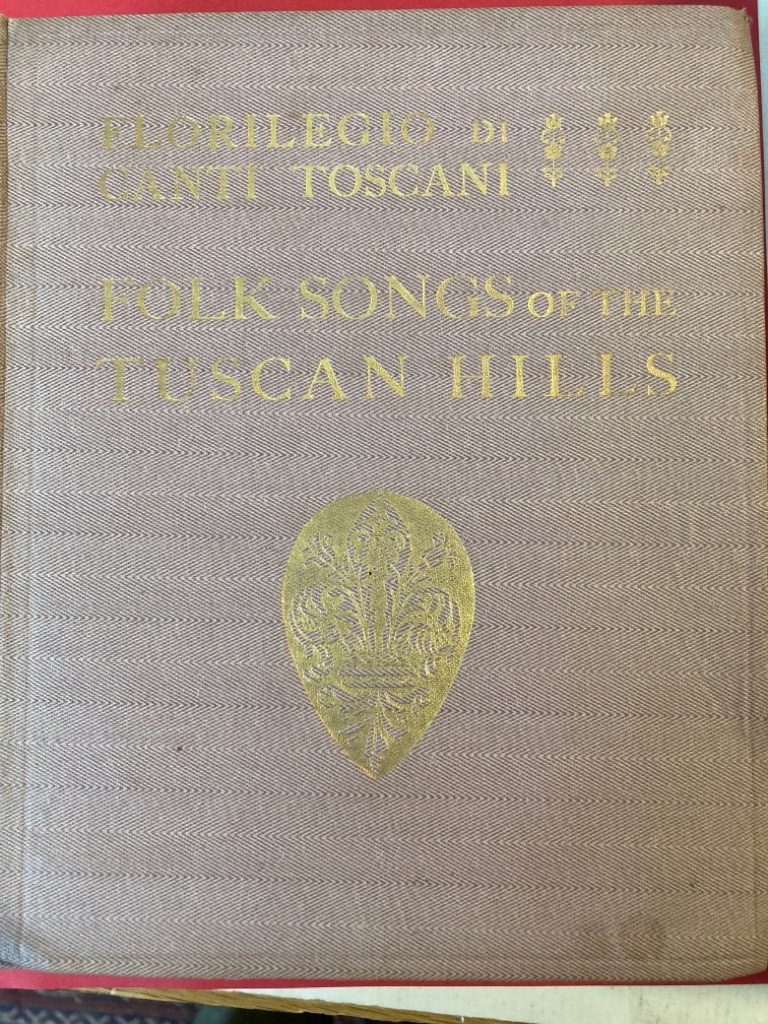 FLORILEGIO DI
CANTI TOSCANI
FOLK SONGS OF THE
TUSCAN HILLS